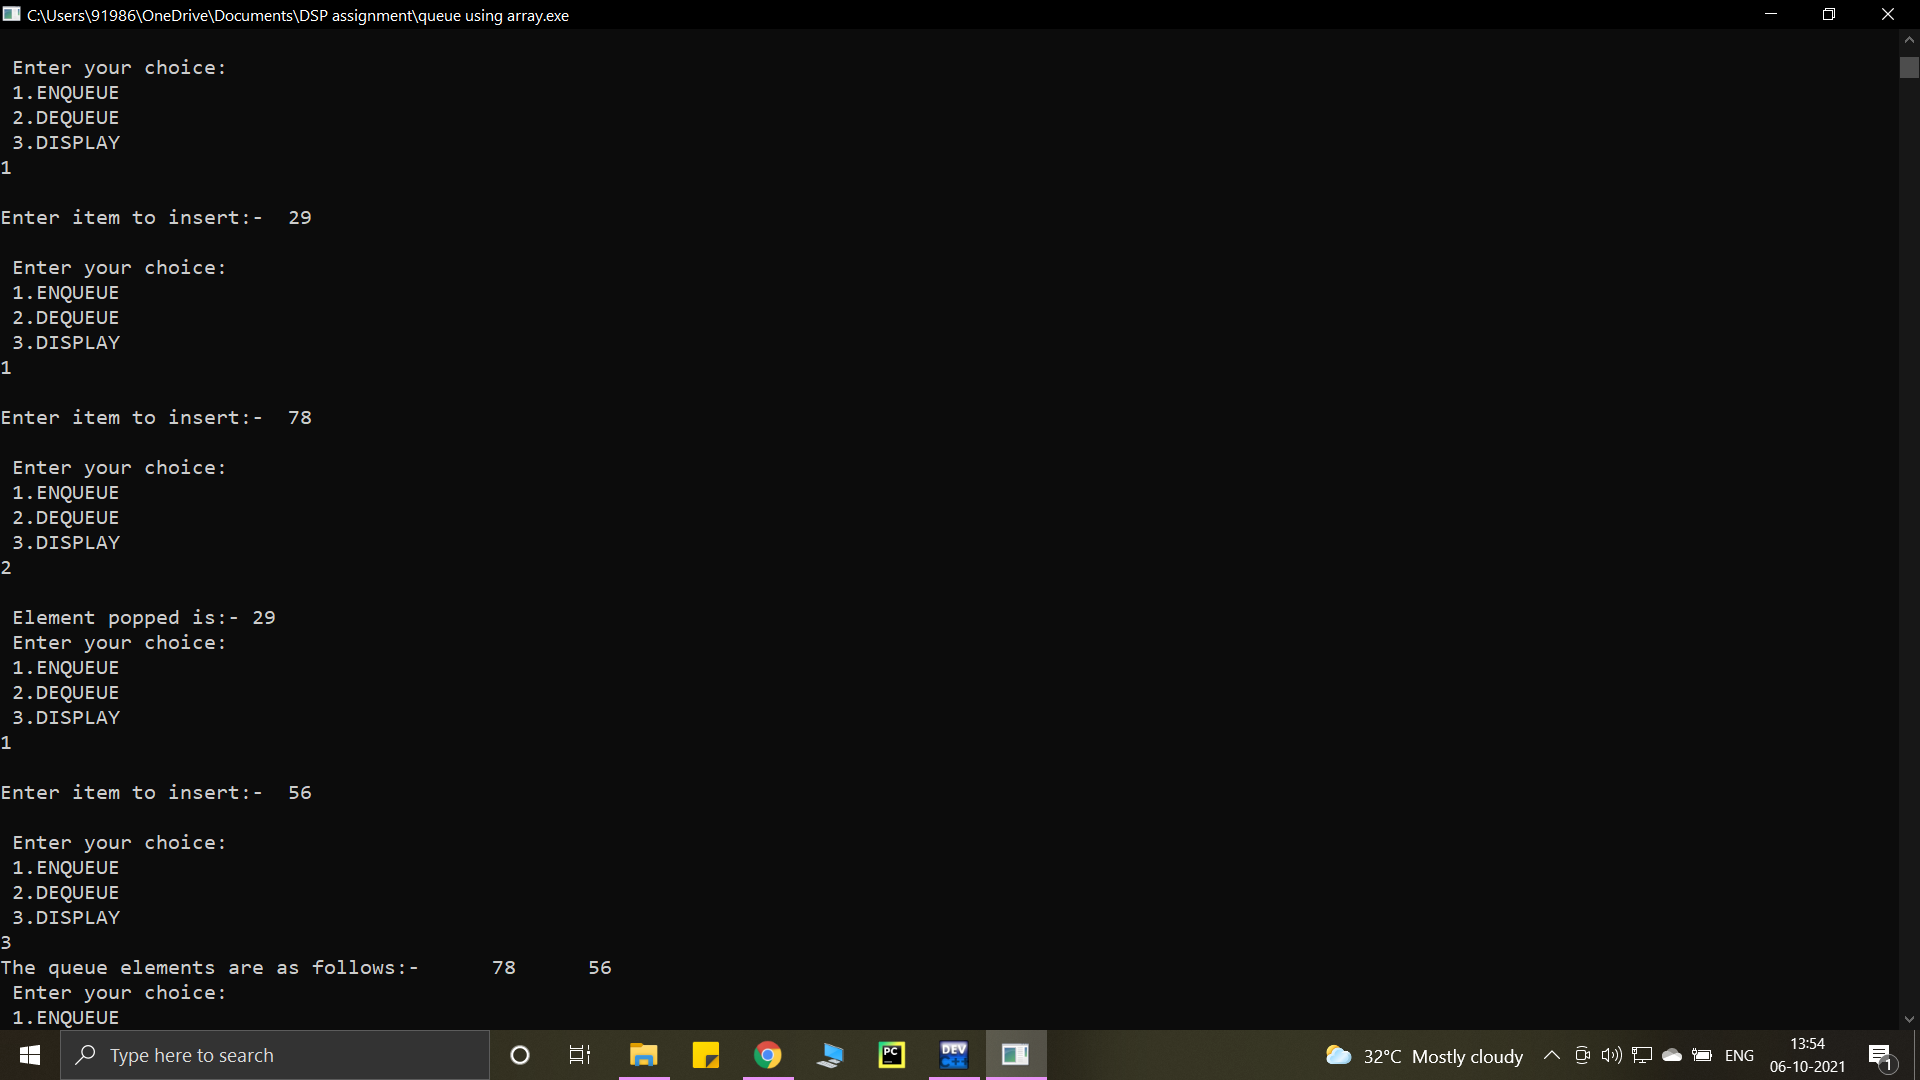 C:\Users\91986\OneDrive\Documents\DSP assignment\queue using array.exe
Enter your choice:
1.ENQUEUE
2.DEQUEUE
3.DISPLAY
1
Enter item to insert:-  29
Enter your choice:
1.ENQUEUE
2.DEQUEUE
3.DISPLAY
1
Enter item to insert:-  78
Enter your choice:
1.ENQUEUE
2.DEQUEUE
3.DISPLAY
2
Element popped is:- 29
Enter your choice:
1.ENQUEUE
2.DEQUEUE
3.DISPLAY
1
Enter item to insert:-  56
Enter your choice:
1.ENQUEUE
2.DEQUEUE
3.DISPLAY
3
The queue elements are as follows:-      78      56
Enter your choice:
1.ENQUEUE
Type here to search
PC
DEV
C++
32°C Mostly cloudy
ENG
13:54
06-10-2021
1